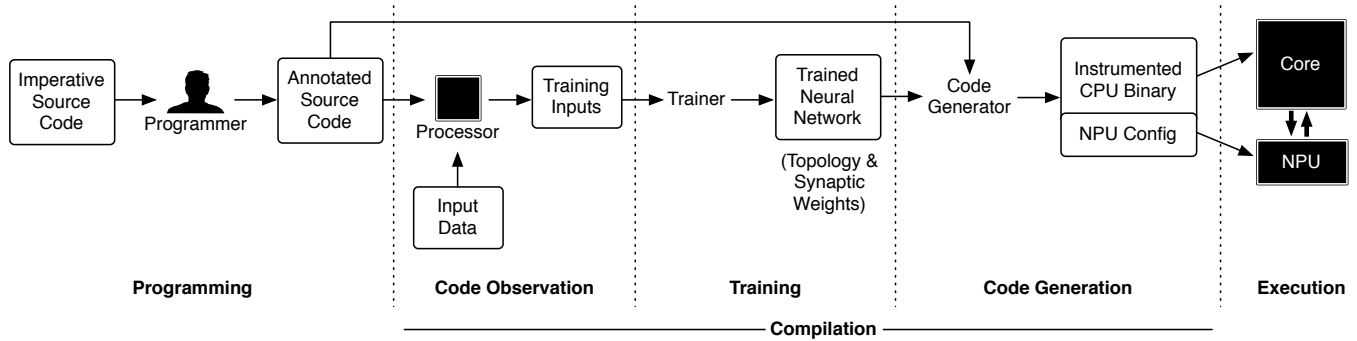 Imperative
Source
Code
Programmer
Annotated
Source
Code
Processor
Input
Data
Training
Inputs
Trainer
Trained
Neural
Network
(Topology &
Synaptic
Weights)
Code
Generator
Instrumented
CPU Binary
NPU Config
Core
NPU
Programming
Code Observation
Training
Code Generation
Execution
Compilation